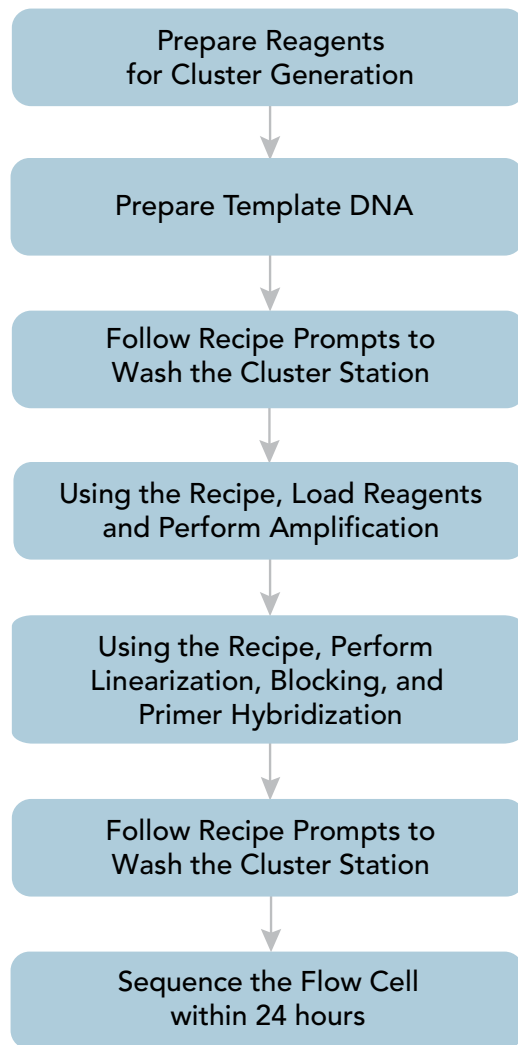 Prepare Reagents
for Cluster Generation
Prepare Template DNA
Follow Recipe Prompts to
Wash the Cluster Station
Using the Recipe, Load Reagents
and Perform Amplification
Using the Recipe, Perform
Linearization, Blocking, and
Primer Hybridization
Follow Recipe Prompts to
Wash the Cluster Station
Sequence the Flow Cell
within 24 hours